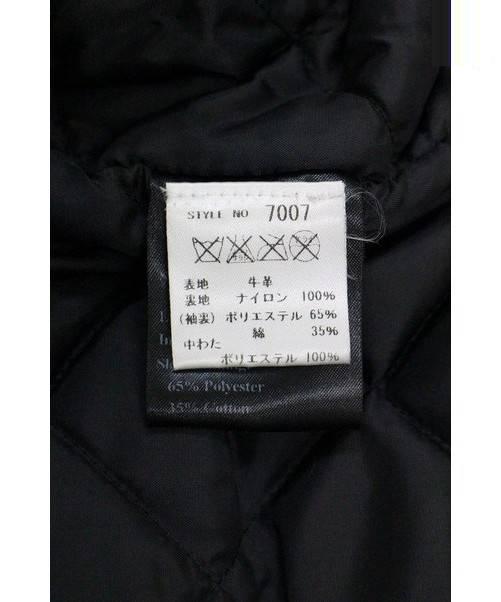 STYLE NO 7007
表地 牛革
裏地 ナイロン 100%
(袖裏) ポリエステル 65%
綿 35%
中わた
ポリエステル 100%
65% Polyester
35% Cotton